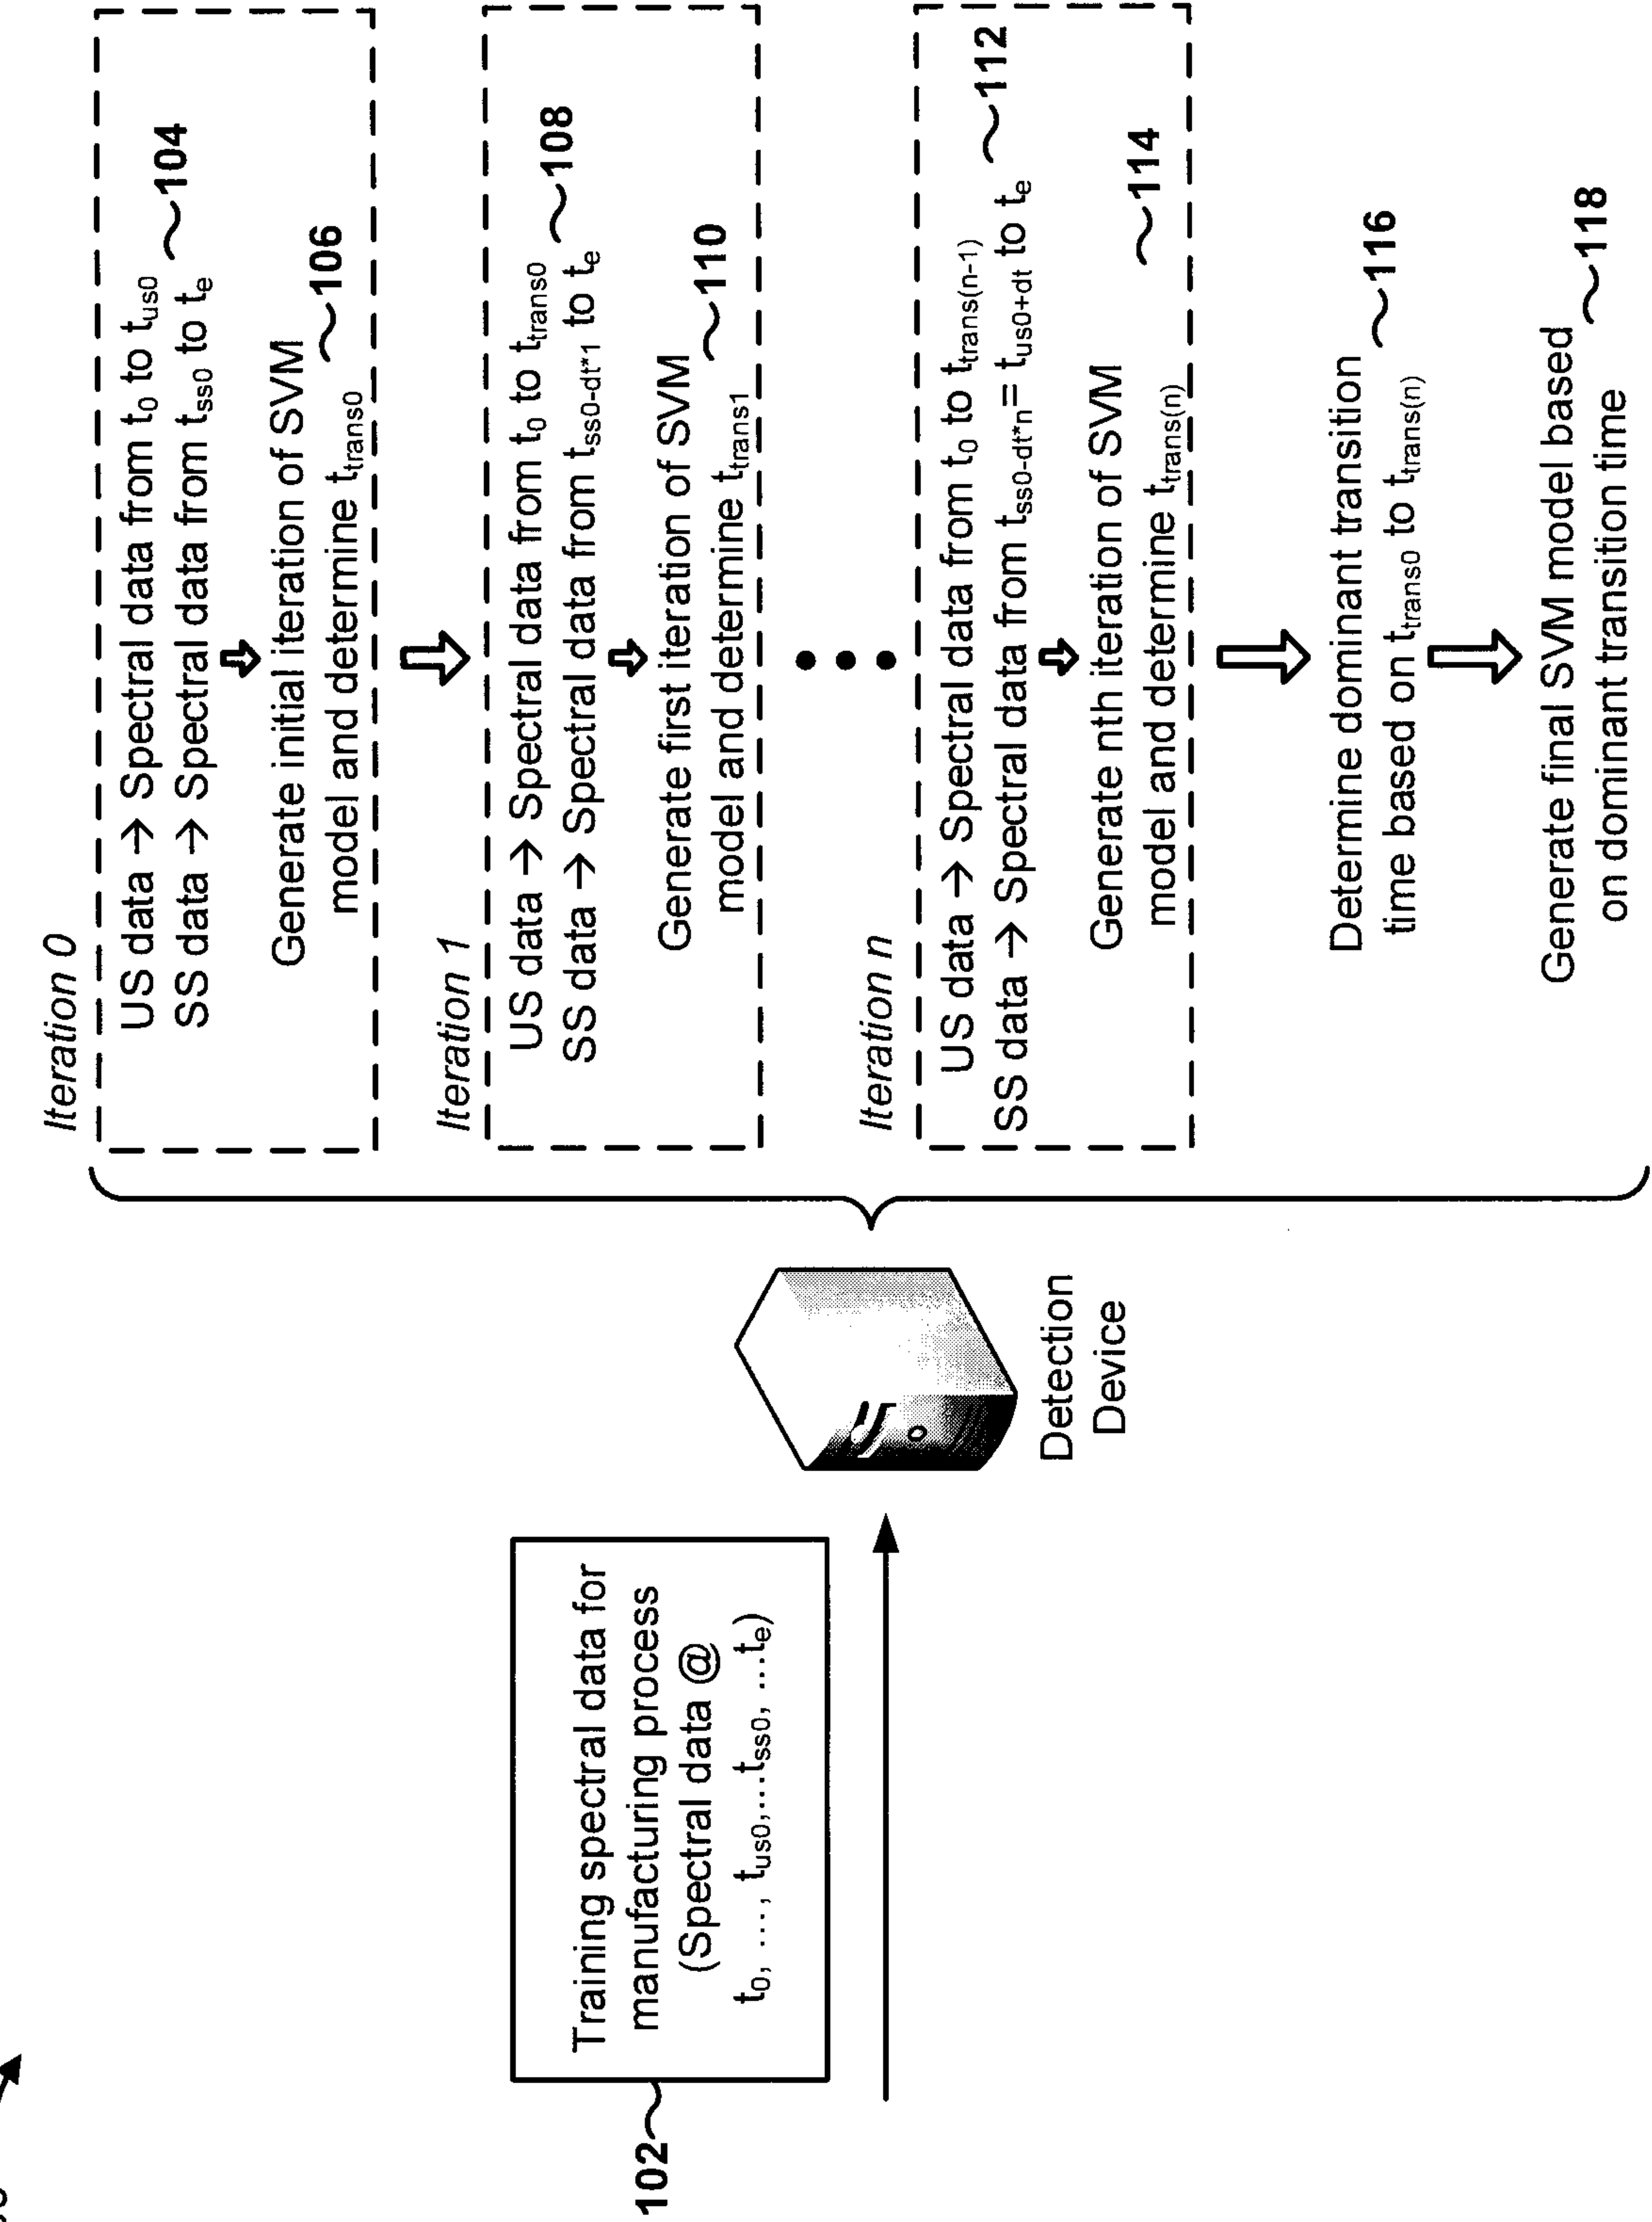 102
Training spectral data for
manufacturing process
(Spectral data @
t0, ..., tus0,...tss0, ...te)
Detection
Device
Iteration 0
US data → Spectral data from t0 to tus0
SS data → Spectral data from tss0 to te
104
Generate initial iteration of SVM
model and determine ttrans0
106
Iteration 1
US data → Spectral data from t0 to ttrans0
SS data → Spectral data from tss0-dt*1 to te
108
Generate first iteration of SVM
model and determine ttrans1
110
Iteration n
US data → Spectral data from t0 to ttrans(n-1)
SS data → Spectral data from tss0-dt*n= tus0+dt to te
112
Generate nth iteration of SVM
model and determine ttrans(n)
114
Determine dominant transition
time based on ttrans0 to ttrans(n)
116
Generate final SVM model based
on dominant transition time
118